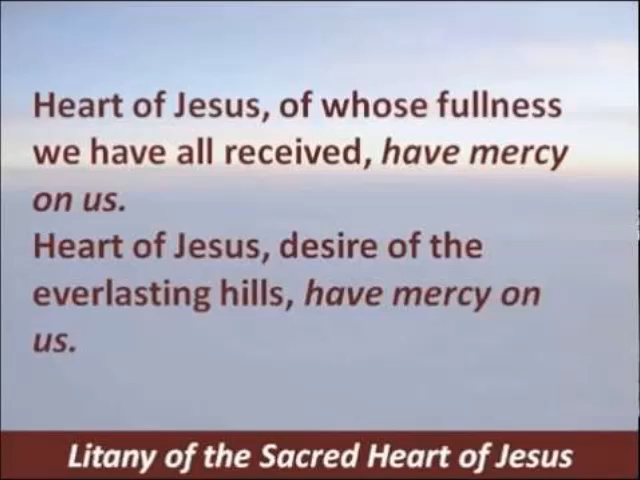 Heart of Jesus, of whose fullness
we have all received, have mercy
on us.
Heart of Jesus, desire of the
everlasting hills, have mercy on
us.
Litany of the Sacred Heart of Jesus